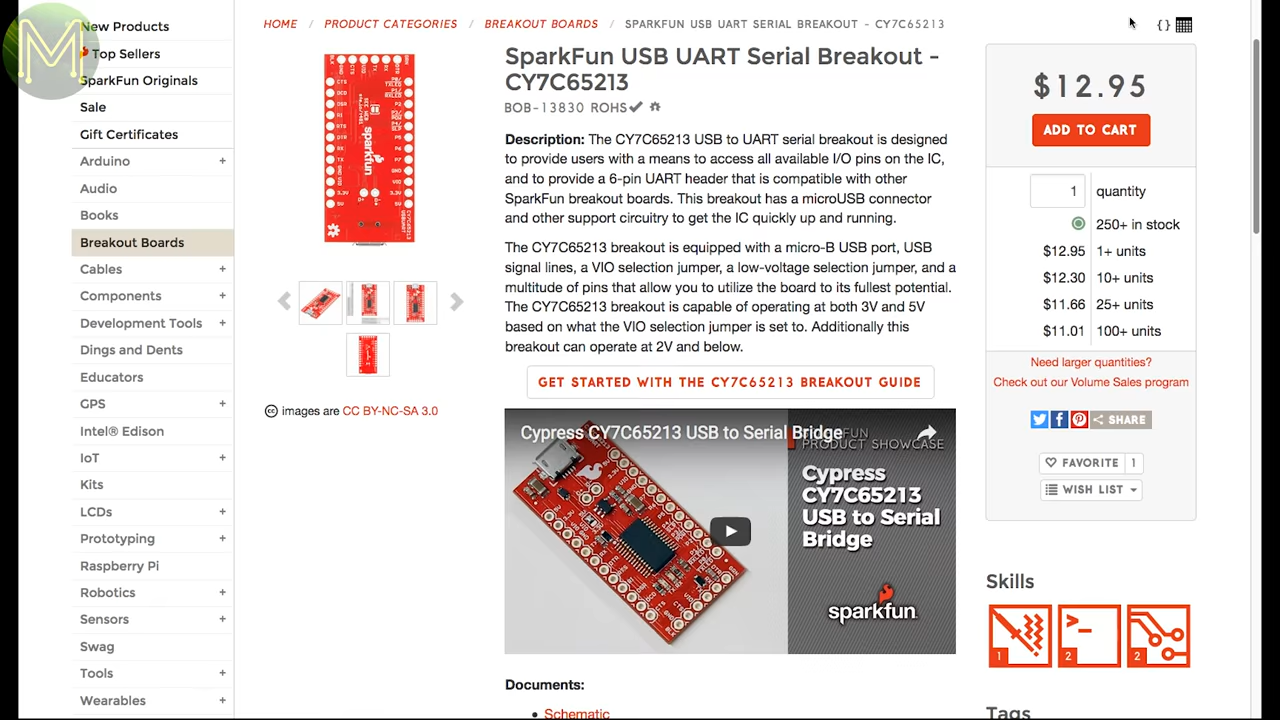 HOME / PRODUCT CATEGORIES / BREAKOUT BOARDS / SPARKFUN USB UART SERIAL BREAKOUT - CY7C65213
{ }
New Products
Top Sellers
SparkFun Originals
Sale
Gift Certificates
Arduino +
Audio
Books
Breakout Boards
Cables +
Components +
Development Tools +
Dings and Dents
Educators
GPS +
Intel® Edison
IoT +
Kits
LCDs +
Prototyping +
Raspberry Pi
Robotics +
Sensors +
Swag
Tools +
Wearables +
sparkfun
images are CC BY-NC-SA 3.0
SparkFun USB UART Serial Breakout -
CY7C65213
BOB-13830 ROHS
Description: The CY7C65213 USB to UART serial breakout is designed
to provide users with a means to access all available I/O pins on the IC,
and to provide a 6-pin UART header that is compatible with other
SparkFun breakout boards. This breakout has a microUSB connector
and other support circuitry to get the IC quickly up and running.
The CY7C65213 breakout is equipped with a micro-B USB port, USB
signal lines, a VIO selection jumper, a low-voltage selection jumper, and a
multitude of pins that allow you to utilize the board to its fullest potential.
The CY7C65213 breakout is capable of operating at both 3V and 5V
based on what the VIO selection jumper is set to. Additionally this
breakout can operate at 2V and below.
GET STARTED WITH THE CY7C65213 BREAKOUT GUIDE
Cypress CY7C65213 USB to Serial Bridge
PRODUCT SHOWCASE
Cypress
CY7C65213
USB to Serial
Bridge
sparkfun
Documents:
Schematic
$12.95
ADD TO CART
1 quantity
250+ in stock
$12.95 1+ units
$12.30 10+ units
$11.66 25+ units
$11.01 100+ units
Need larger quantities?
Check out our Volume Sales program
SHARE
FAVORITE 1
WISH LIST
Skills
1 2 2
Tags